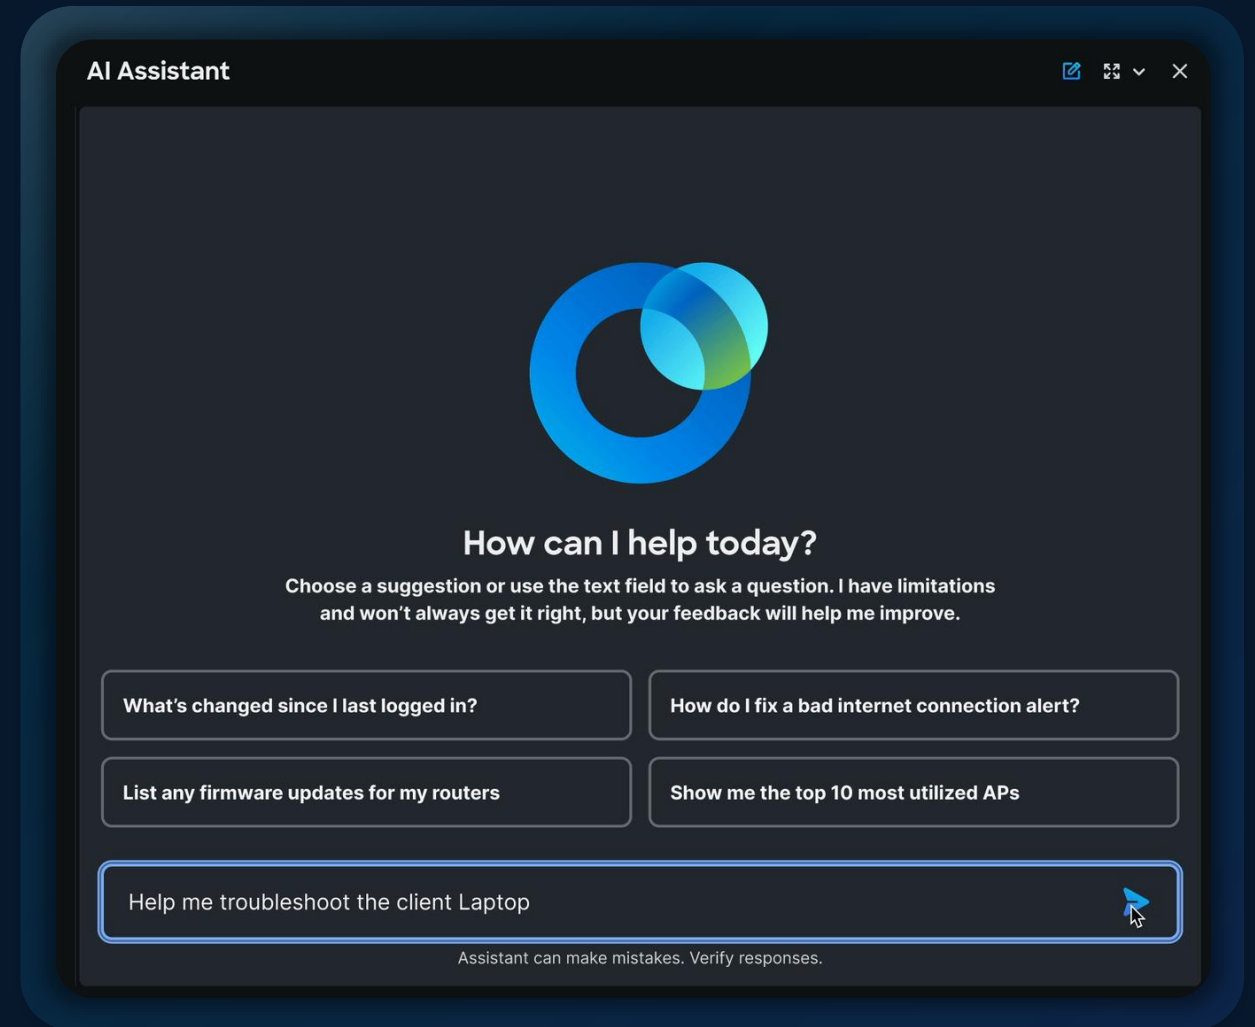 AI Assistant
How can I help today?
Choose a suggestion or use the text field to ask a question. I have limitations
and won’t always get it right, but your feedback will help me improve.
What’s changed since I last logged in?
How do I fix a bad internet connection alert?
List any firmware updates for my routers
Show me the top 10 most utilized APs
Help me troubleshoot the client Laptop
Assistant can make mistakes. Verify responses.